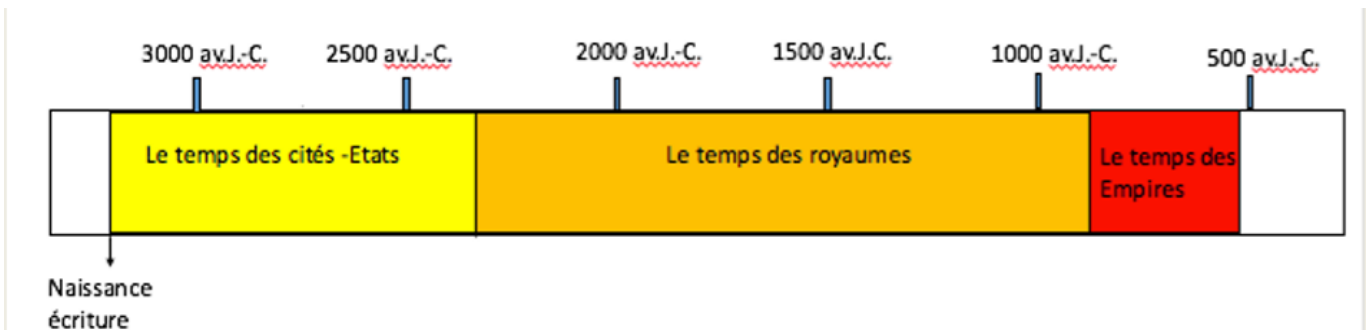 3000 av.J.-C.
2500 av.J.-C.
2000 av.J.-C.
1500 av.J.C.
1000 av.J.-C.
500 av.J.-C.
Le temps des cités -Etats
Le temps des royaumes
Le temps des
Empires
Naissance
écriture